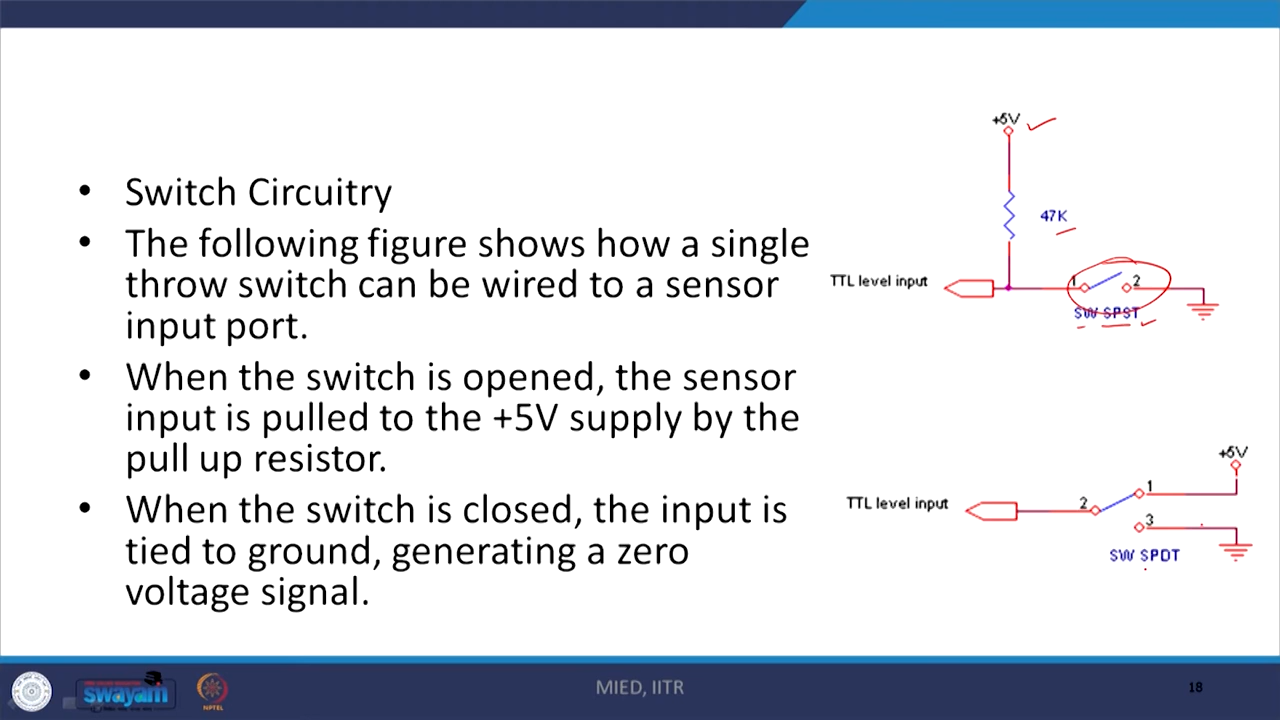 • Switch Circuitry
• The following figure shows how a single
throw switch can be wired to a sensor
input port.
• When the switch is opened, the sensor
input is pulled to the +5V supply by the
pull up resistor.
• When the switch is closed, the input is
tied to ground, generating a zero
voltage signal.
+5V
47K
TTL level input
1
2
SW SPST
+5V
TTL level input
2
1
3
SW SPDT
swayam
NPTEL
MIED, IITR
18